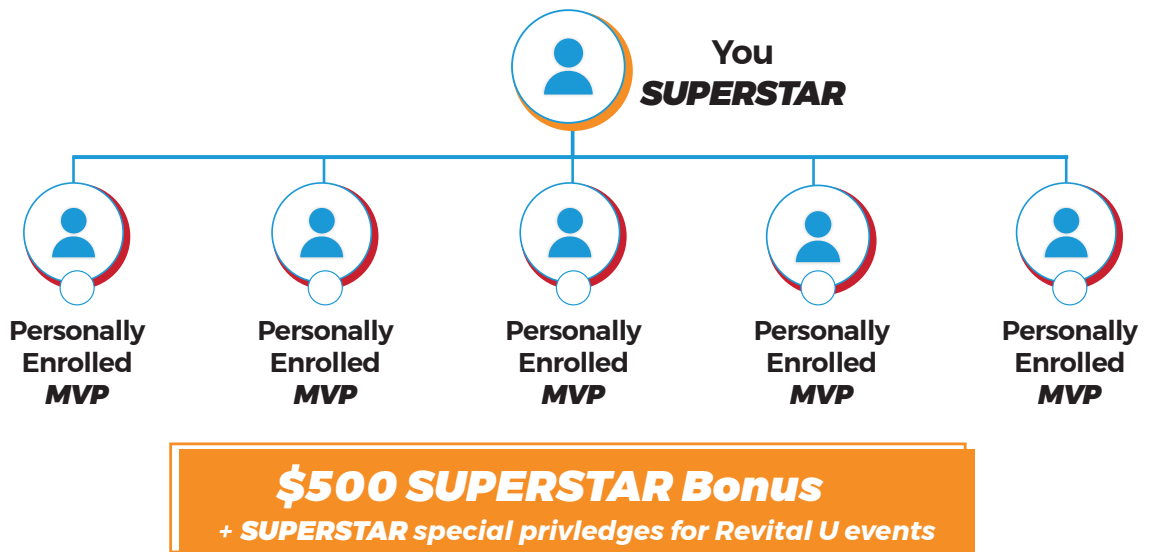 You
SUPERSTAR
Personally
Enrolled
MVP
Personally
Enrolled
MVP
Personally
Enrolled
MVP
Personally
Enrolled
MVP
Personally
Enrolled
MVP
$500 SUPERSTAR Bonus
+ SUPERSTAR special privledges for Revital U events